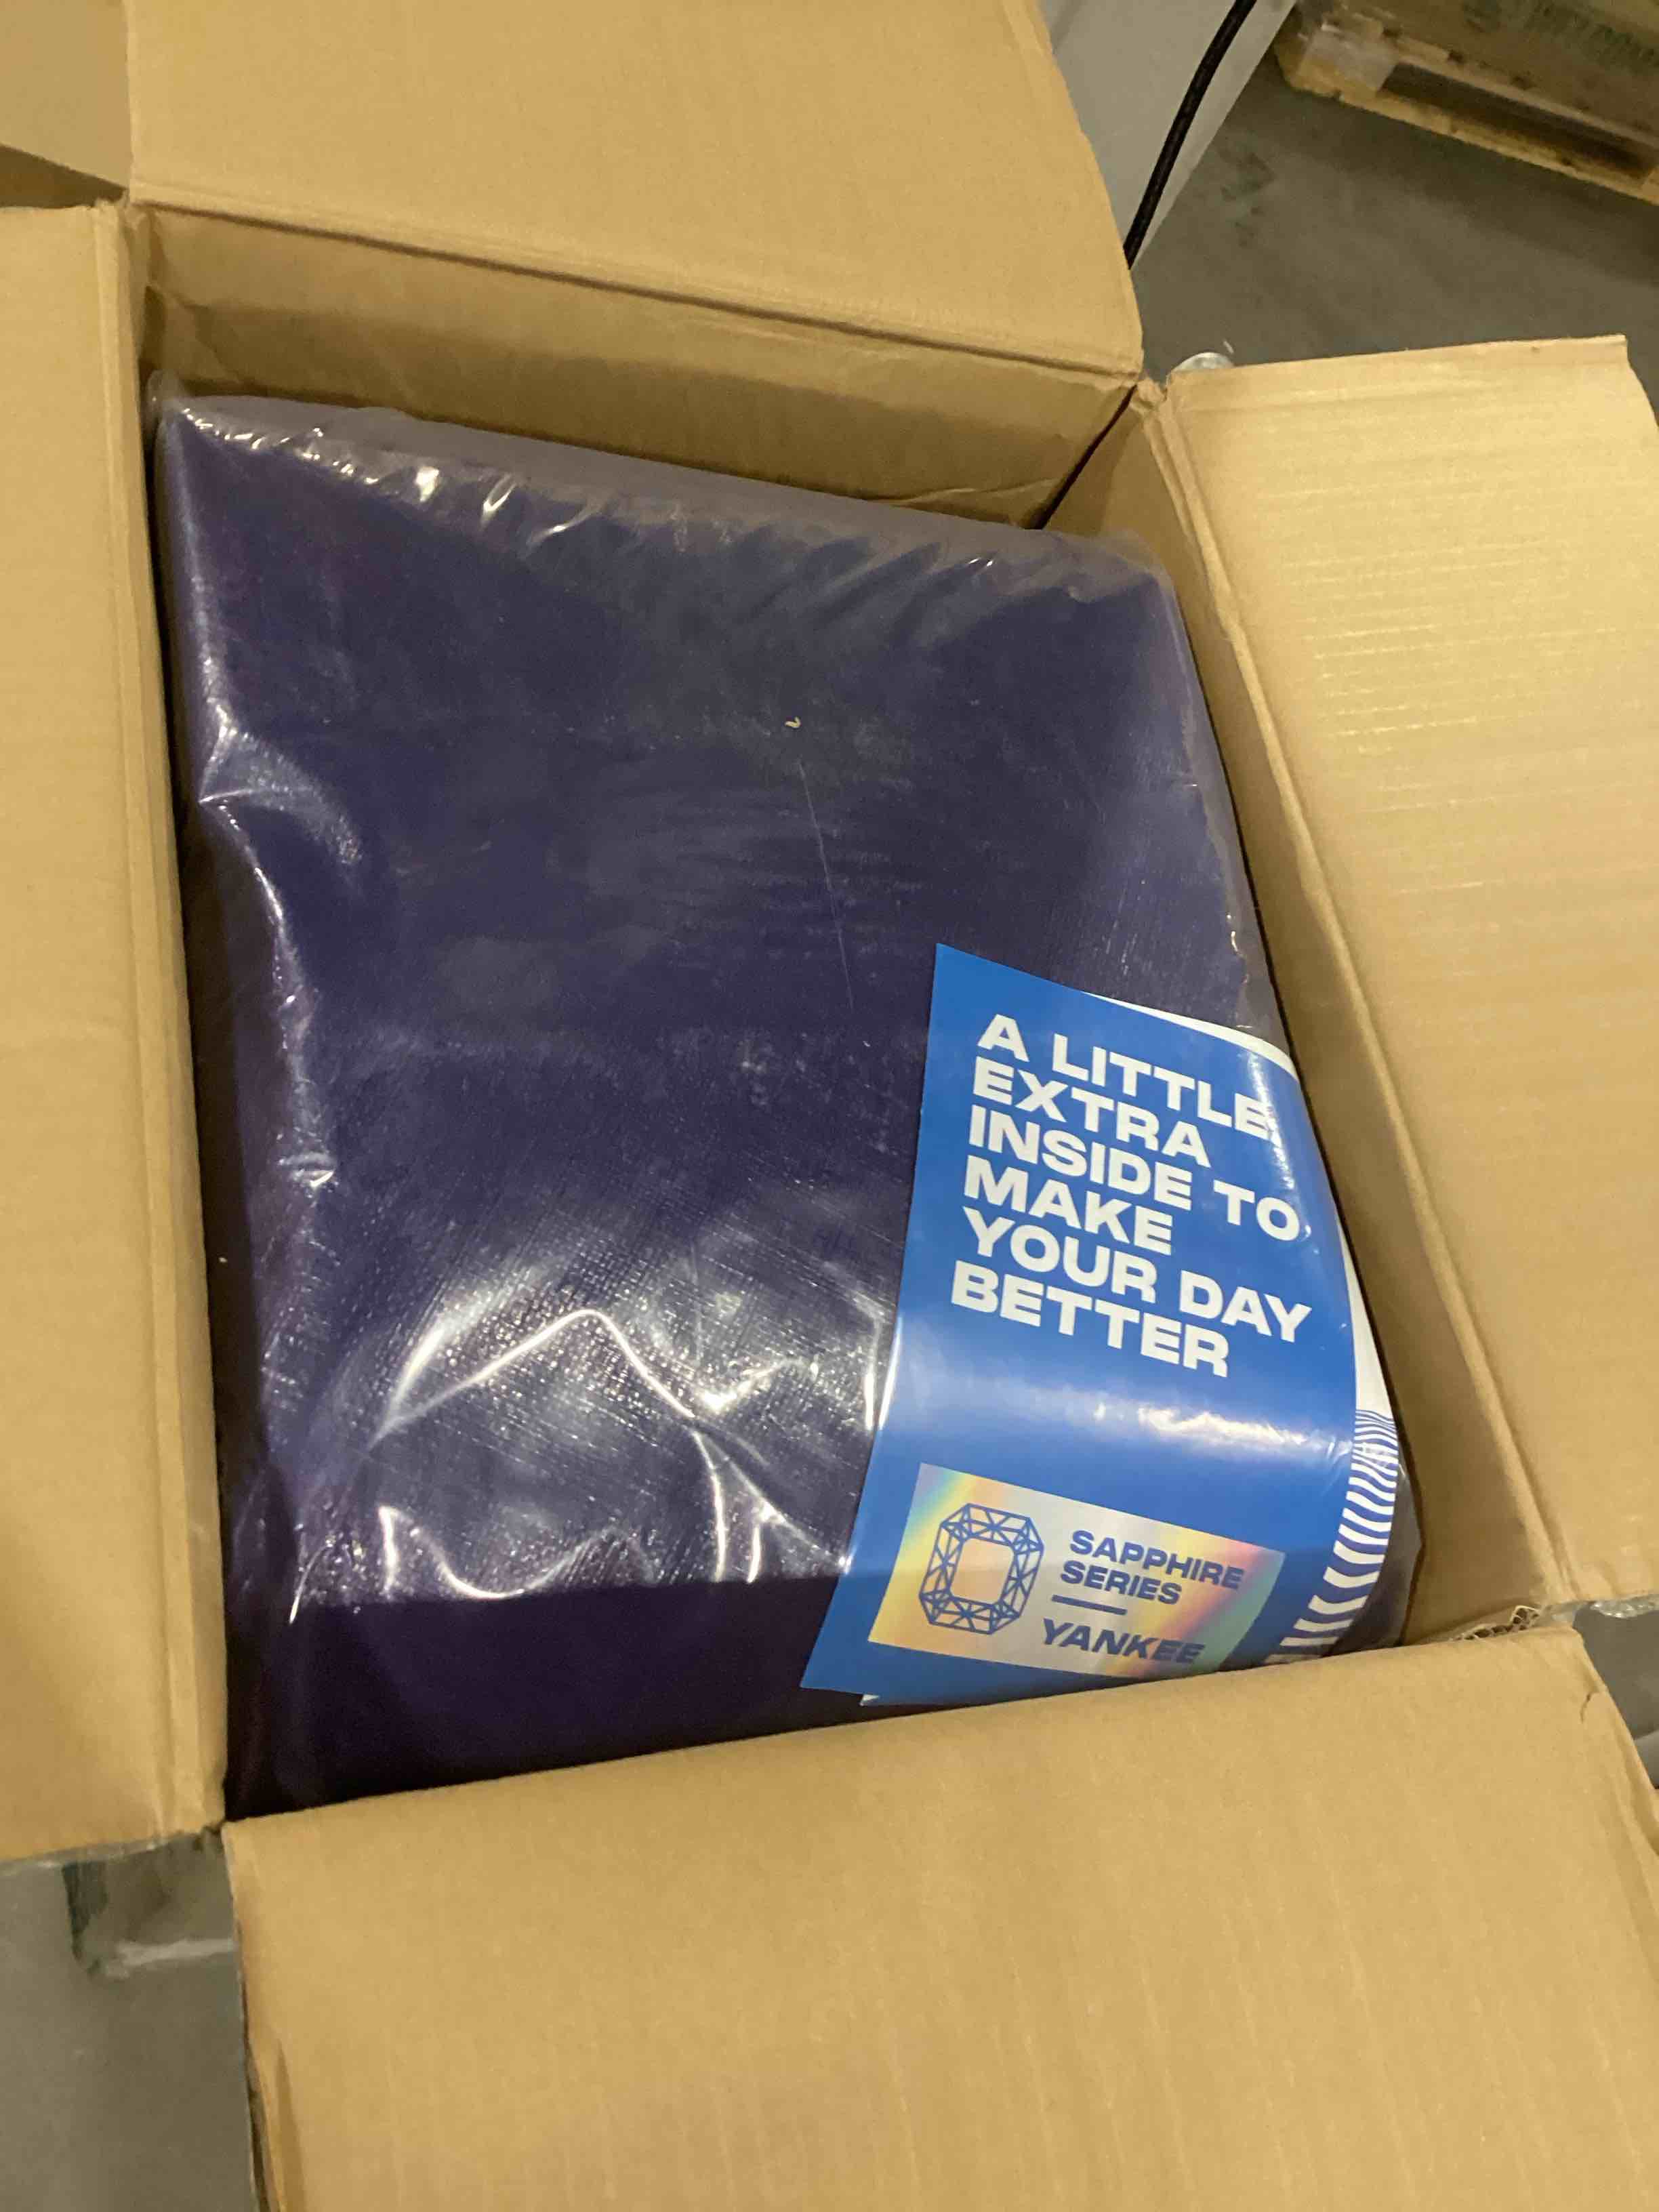 A LITTLE
EXTRA
INSIDE TO
MAKE
YOUR DAY
BETTER
SAPPHIRE
SERIES
YANKEE